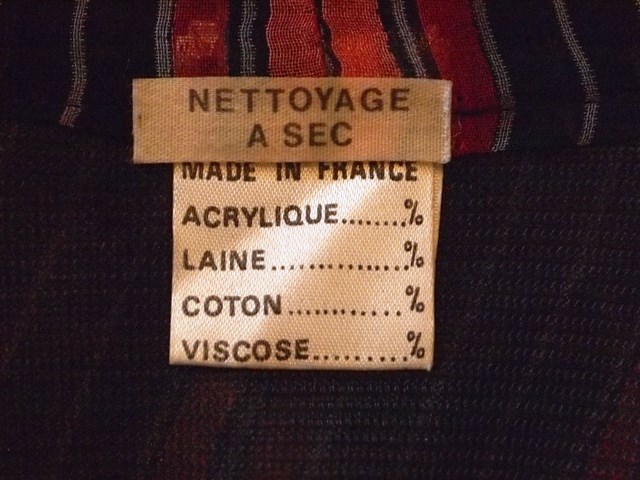 NETTOYAGE
A SEC
MADE IN FRANCE
ACRYLIQUE........%
LAINE...............%
COTON............%
VISCOSE..........%